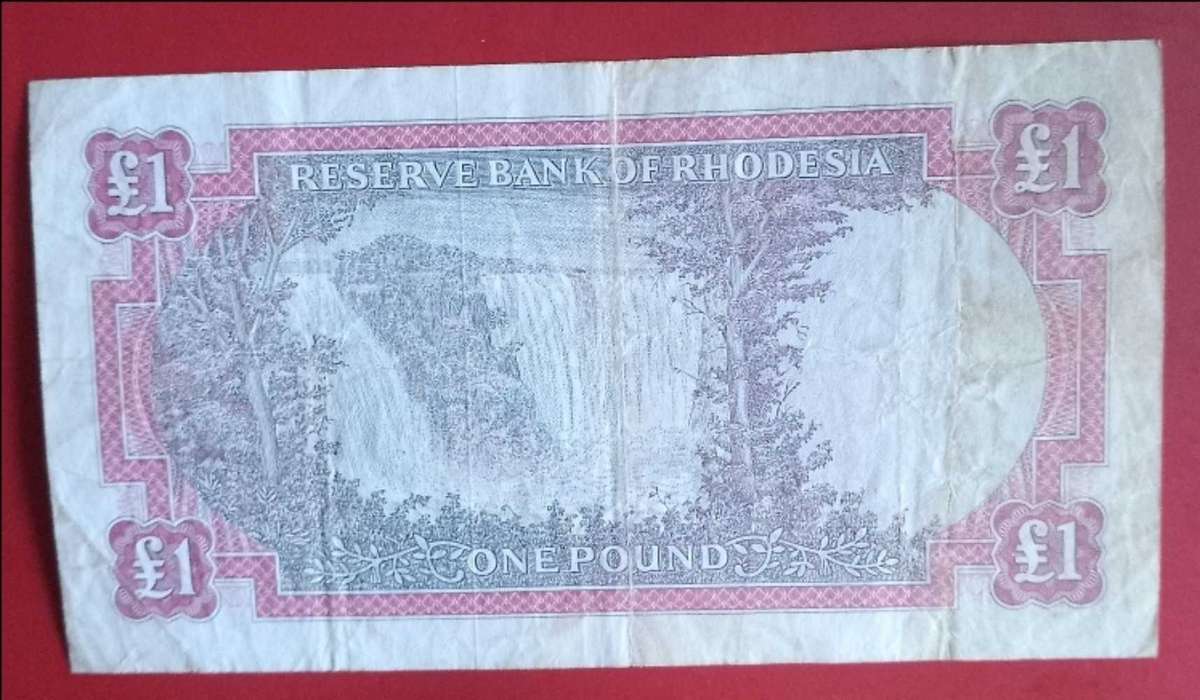 £1 £1
RESERVE BANK OF RHODESIA
£1 ONE POUND £1